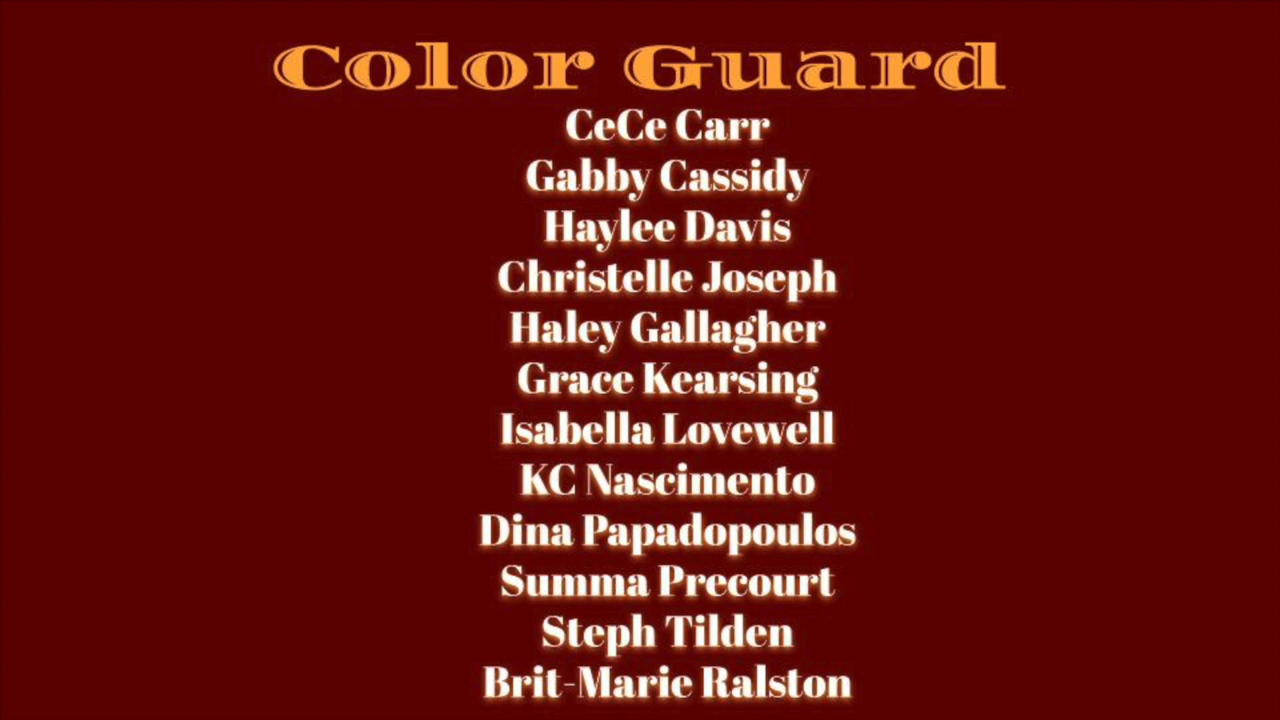 Color Guard
CeCe Carr
Gabby Cassidy
Haylee Davis
Christelle Joseph
Haley Gallagher
Grace Kearsing
Isabella Lovewell
KC Nascimento
Dina Papadopoulos
Summa Precourt
Steph Tilden
Brit-Marie Ralston